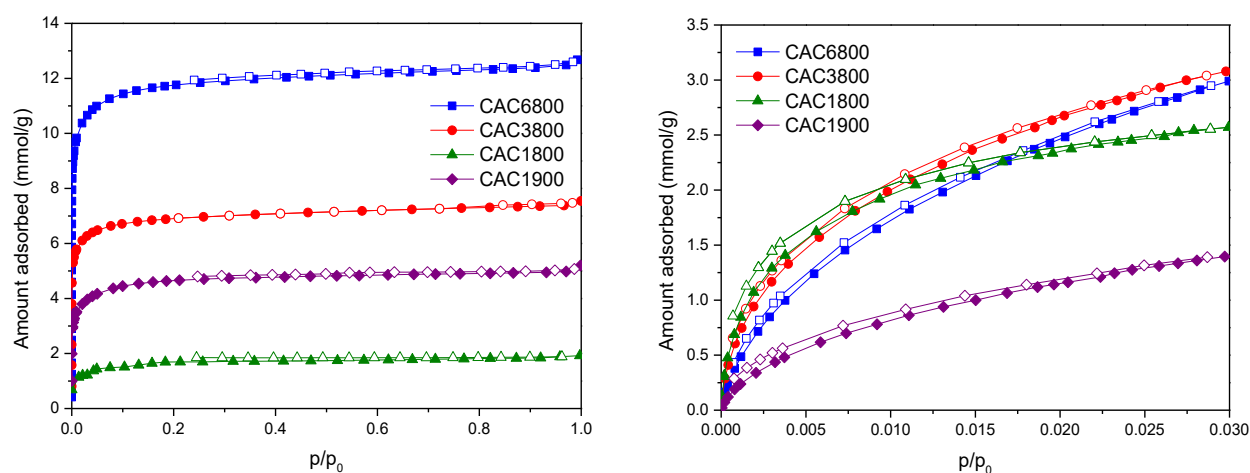 14
12
10
8
6
4
2
0
Amount adsorbed (mmol/g)
CAC6800
CAC3800
CAC1800
CAC1900
0.0 0.2 0.4 0.6 0.8 1.0
p/p0
3.5
3.0
2.5
2.0
1.5
1.0
0.5
0.0
Amount adsorbed (mmol/g)
CAC6800
CAC3800
CAC1800
CAC1900
0.000 0.005 0.010 0.015 0.020 0.025 0.030
p/p0